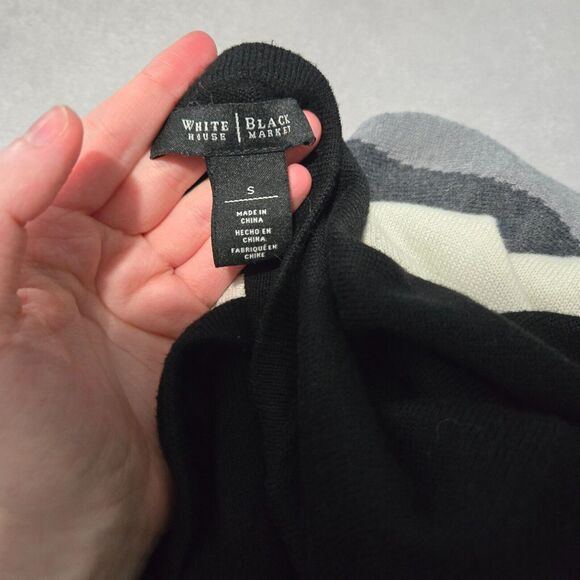 WHITE | BLACK
HOUSE | MARKET
S
MADE IN
CHINA
HECHO EN
CHINA
FABRIQUÉ EN
CHINE